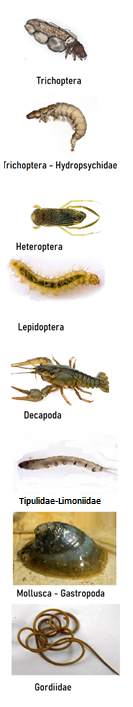 Trichoptera
Trichoptera - Hydropsychidae
Heteroptera
Lepidoptera
Decapoda
Tipulidae-Limoniidae
Mollusca - Gastropoda
Gordiidae